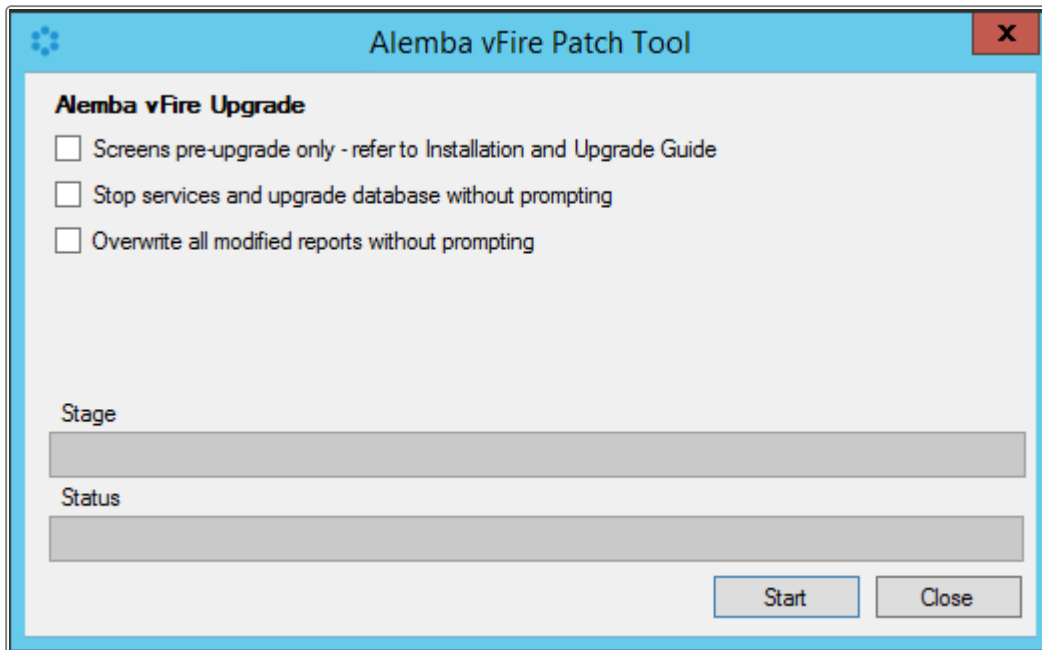 Alemba vFire Patch Tool
x
Alemba vFire Upgrade
Screens pre-upgrade only - refer to Installation and Upgrade Guide
Stop services and upgrade database without prompting
Overwrite all modified reports without prompting
Stage
Status
Start Close